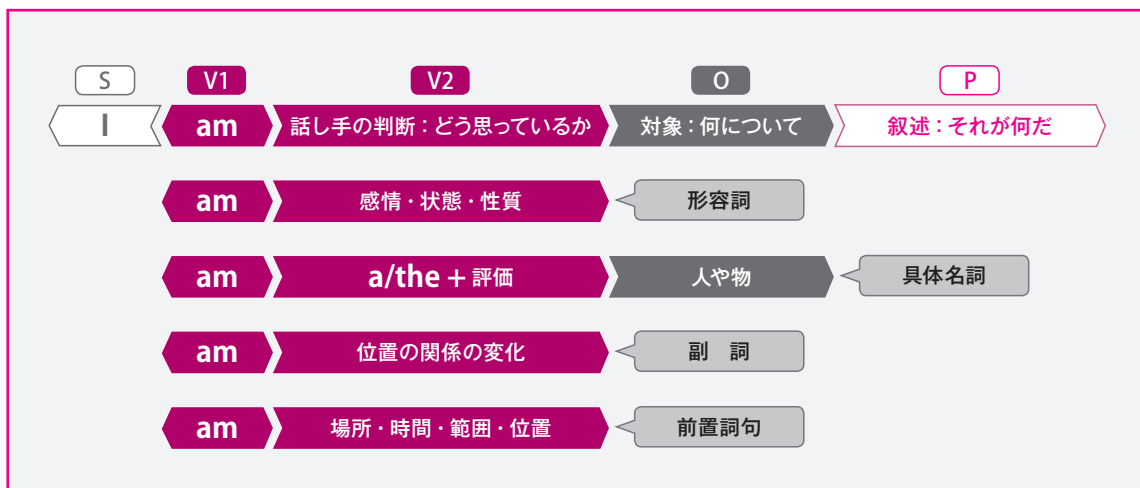 S V1 V2 O P
I am 話し手の判断：どう思っているか 対象：何について 叙述：それが何だ
am 感情・状態・性質 形容詞
am a/the + 評価 人や物 具体名詞
am 位置の関係の変化 副　詞
am 場所・時間・範囲・位置 前置詞句